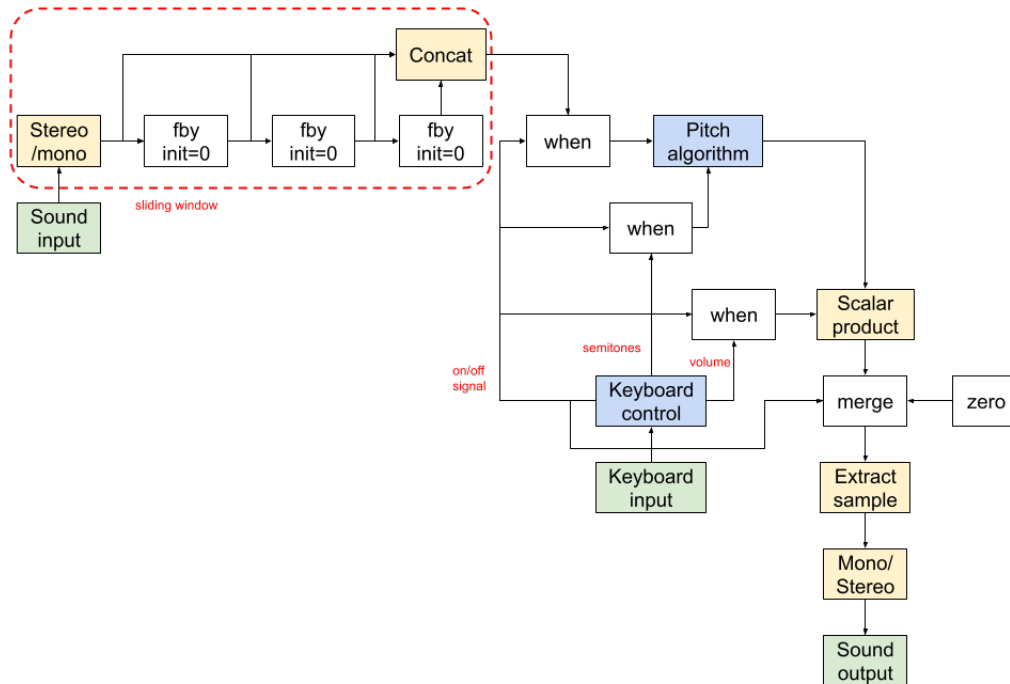 Concat
Stereo
/mono
fby
init=0
fby
init=0
fby
init=0
when
Pitch
algorithm
sliding window
Sound
input
when
when
Scalar
product
semitones
volume
on/off
signal
Keyboard
control
merge
zero
Keyboard
input
Extract
sample
Mono/
Stereo
Sound
output